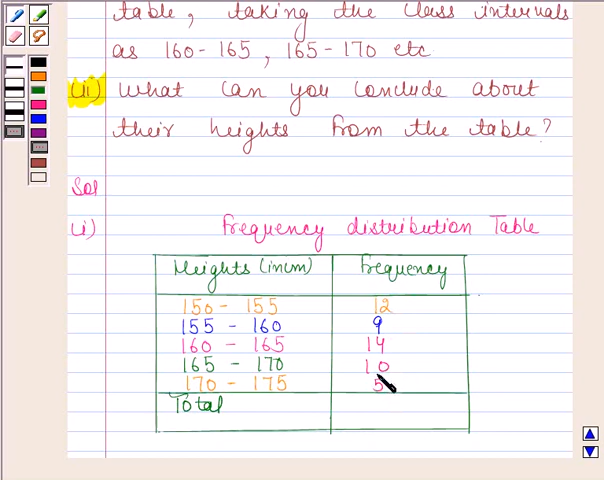 table, taking the Class intervals
as 160-165, 165-170 etc
(ii) What can you Conclude about
their heights from the table?
Sol
(i) Frequency distribution Table
Heights (in cm) Frequency
150 - 155 12
155 - 160 9
160 - 165 14
165 - 170 10
170 - 175 5
Total